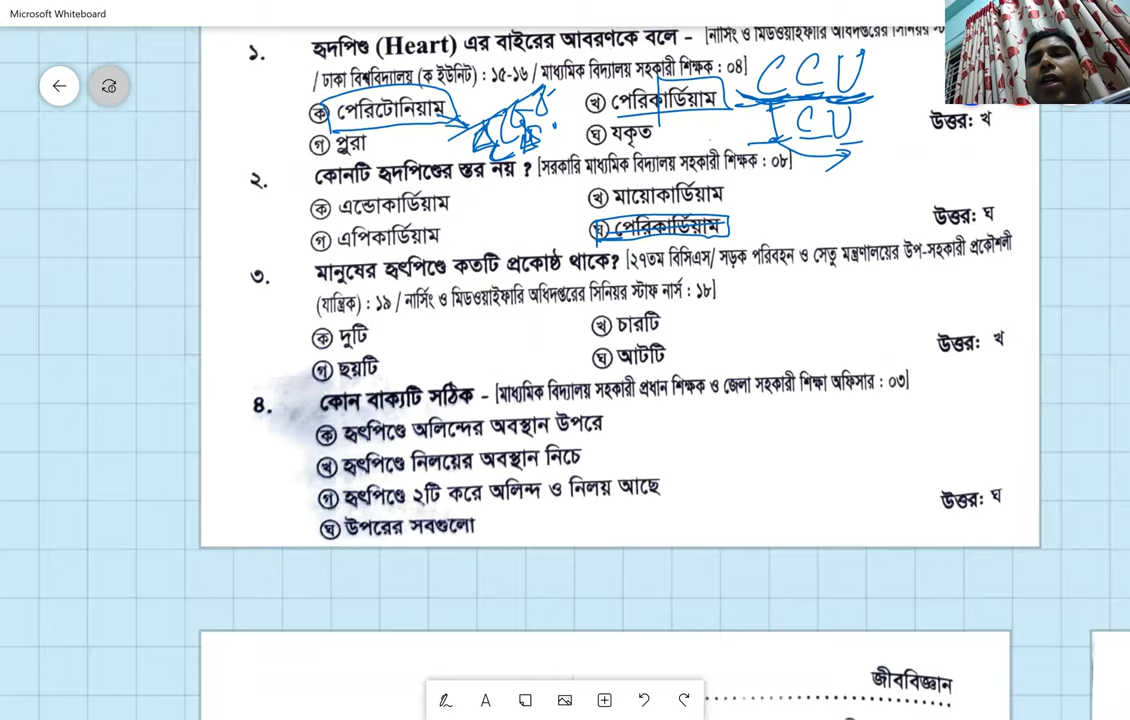 Microsoft Whiteboard
১. হৃদপিণ্ড (Heart) এর বাইরের আবরণকে বলে - [নার্সিং ও মিডওয়াইফারি
/ ঢাকা বিশ্ববিদ্যালয় (ক ইউনিট) : ১৫-১৬ / মাধ্যমিক বিদ্যালয় সহকারী শিক্ষক : ০৪]
CCU
ক পেরিটোনিয়াম খ পেরিকার্ডিয়াম
ICU
গ প্লুরা ঘ যকৃত উত্তর: খ
২. কোনটি হৃদপিণ্ডের স্তর নয় ? [সরকারি মাধ্যমিক বিদ্যালয় সহকারী শিক্ষক : ০৮]
ক এন্ডোকার্ডিয়াম খ মায়োকার্ডিয়াম
গ এপিকার্ডিয়াম ঘ পেরিকার্ডিয়াম উত্তর: ঘ
৩. মানুষের হৃৎপিণ্ডে কতটি প্রকোষ্ঠ থাকে? [২৭তম বিসিএস/ সড়ক পরিবহন ও সেতু মন্ত্রণালয়ের উপ-সহকারী প্রকৌশলী
(যান্ত্রিক) : ১৯ / নার্সিং ও মিডওয়াইফারি অধিদপ্তরের সিনিয়র স্টাফ নার্স : ১৮]
ক দুটি খ চারটি
গ ছয়টি ঘ আটটি উত্তর: খ
৪. কোন বাক্যটি সঠিক - [মাধ্যমিক বিদ্যালয় সহকারী প্রধান শিক্ষক ও জেলা সহকারী শিক্ষা অফিসার : ০৩]
ক হৃৎপিণ্ডে অলিন্দের অবস্থান উপরে
খ হৃৎপিণ্ডে নিলয়ের অবস্থান নিচে
গ হৃৎপিণ্ডে ২টি করে অলিন্দ ও নিলয় আছে
ঘ উপরের সবগুলো উত্তর: ঘ
জীববিজ্ঞান